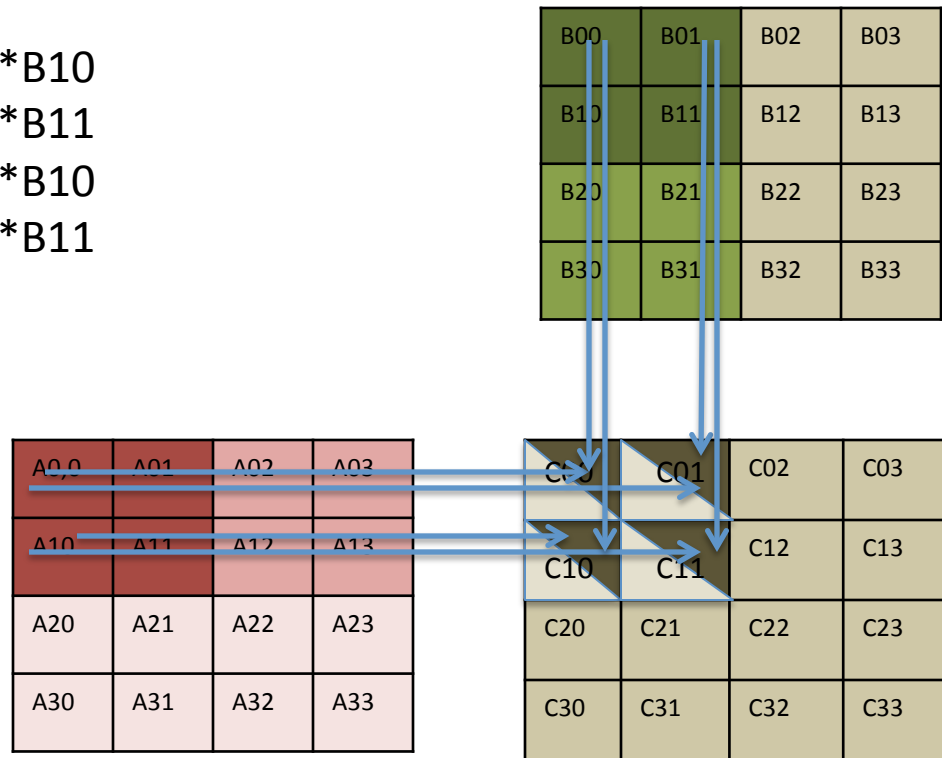 *B10
*B11
*B10
*B11
B00 B01 B02 B03
B10 B11 B12 B13
B20 B21 B22 B23
B30 B31 B32 B33
A0,0 A01 A02 A03
A10 A11 A12 A13
A20 A21 A22 A23
A30 A31 A32 A33
C00 C01 C02 C03
C10 C11 C12 C13
C20 C21 C22 C23
C30 C31 C32 C33